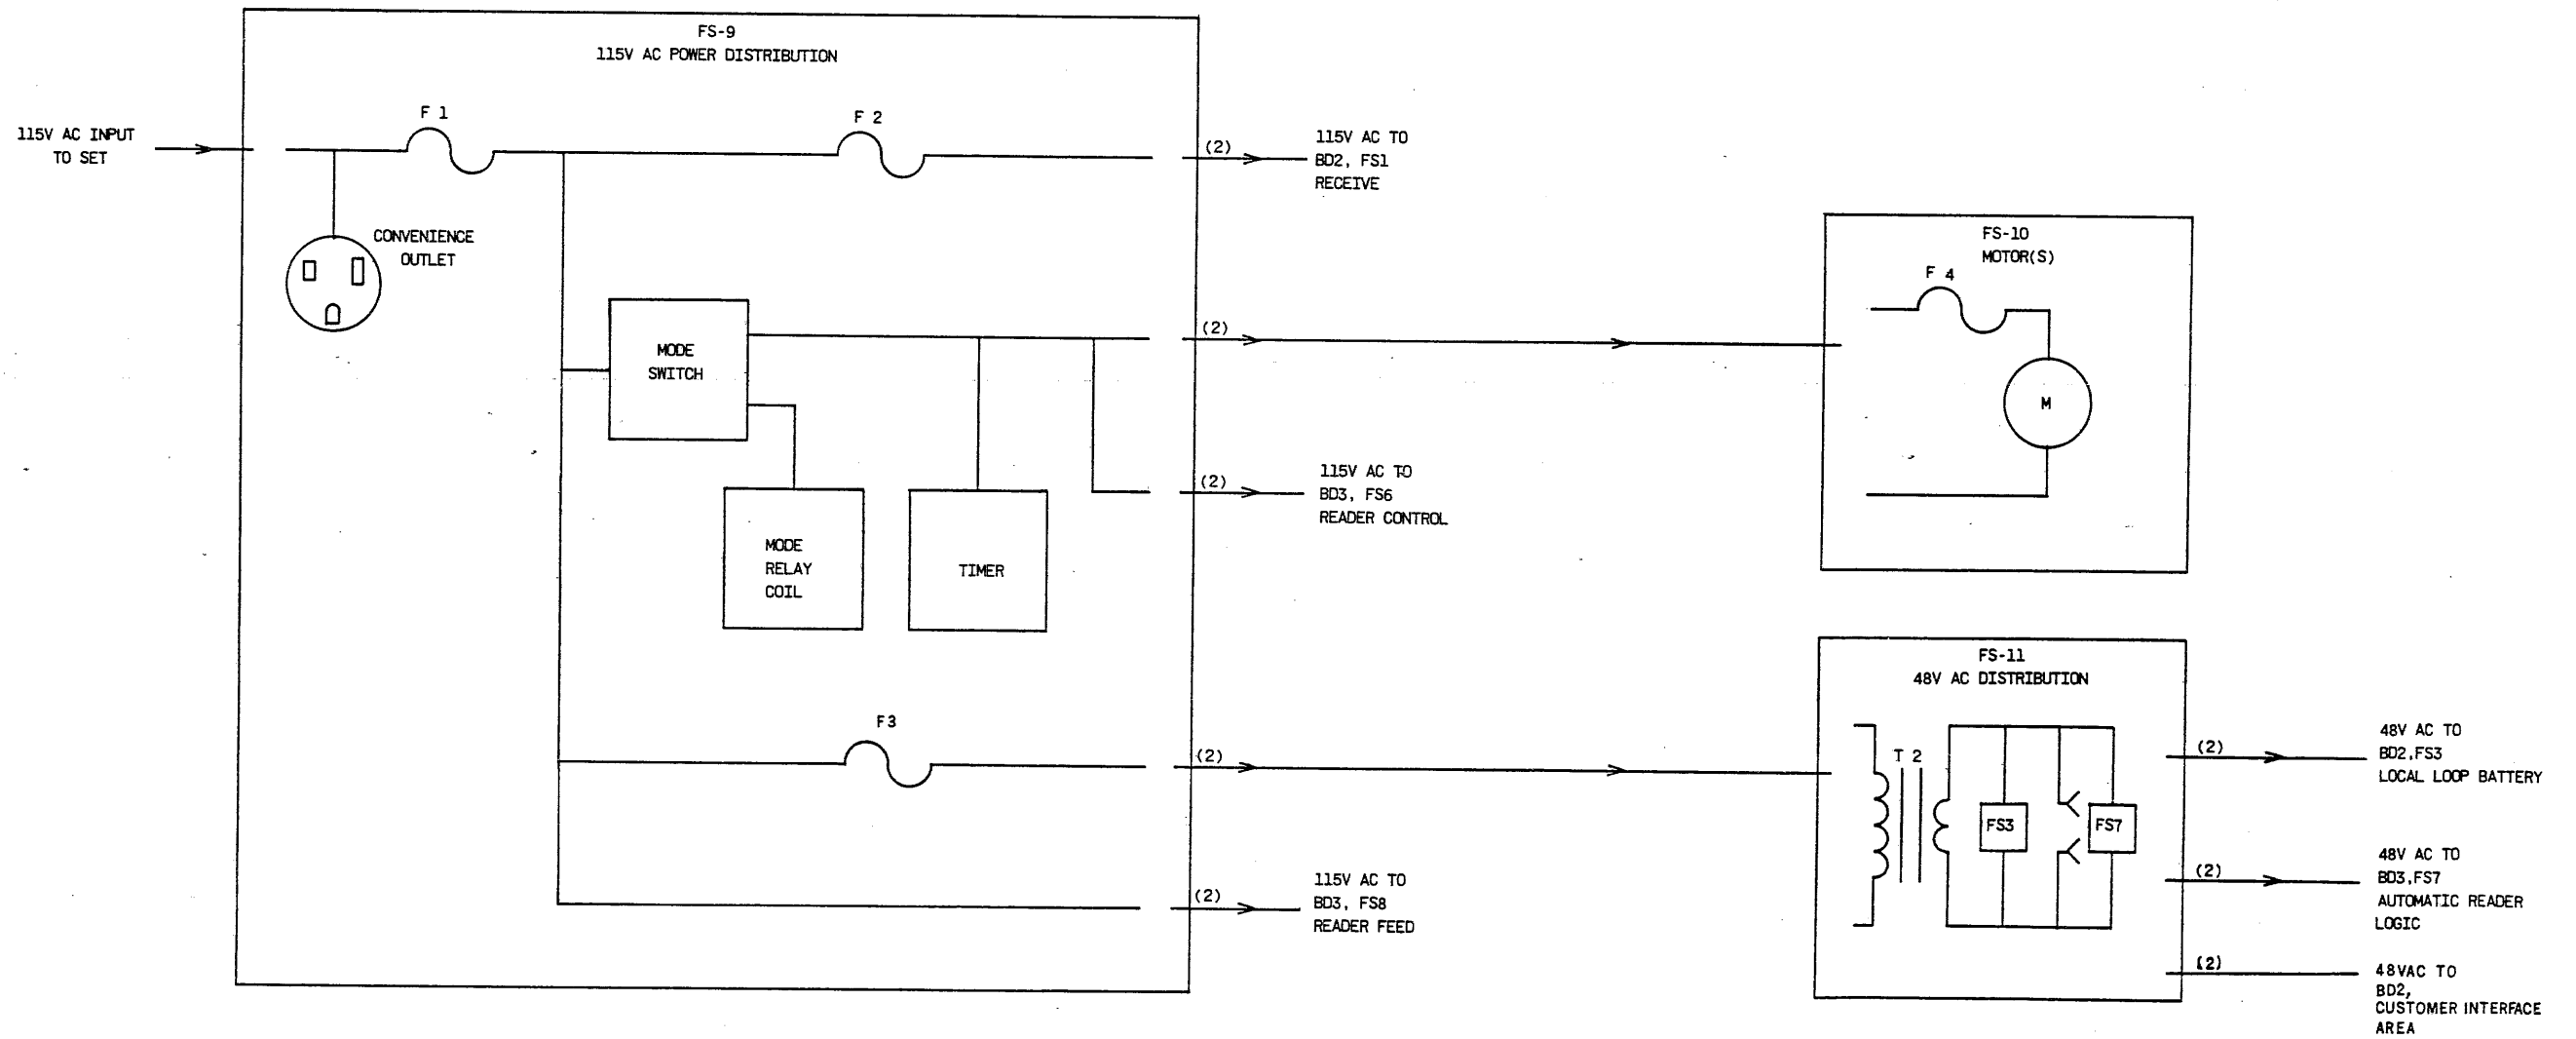 FS-9
115V AC POWER DISTRIBUTION
115V AC INPUT
TO SET
F 1
F 2
(2)
115V AC TO
BD2, FS1
RECEIVE
CONVENIENCE
OUTLET
MODE
SWITCH
(2)
FS-10
MOTOR(S)
F 4
M
(2)
115V AC TO
BD3, FS6
READER CONTROL
MODE
RELAY
COIL
TIMER
F3
(2)
FS-11
48V AC DISTRIBUTION
T 2
FS3
FS7
(2)
48V AC TO
BD2,FS3
LOCAL LOOP BATTERY
(2)
48V AC TO
BD3,FS7
AUTOMATIC READER
LOGIC
(2)
115V AC TO
BD3, FS8
READER FEED
(2)
48VAC TO
BD2,
CUSTOMER INTERFACE
AREA